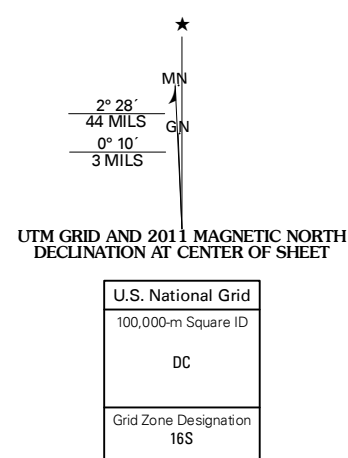 MN
2° 28´
44 MILS
GN
0° 10´
3 MILS
UTM GRID AND 2011 MAGNETIC NORTH
DECLINATION AT CENTER OF SHEET
U.S. National Grid
100,000-m Square ID
DC
Grid Zone Designation
16S